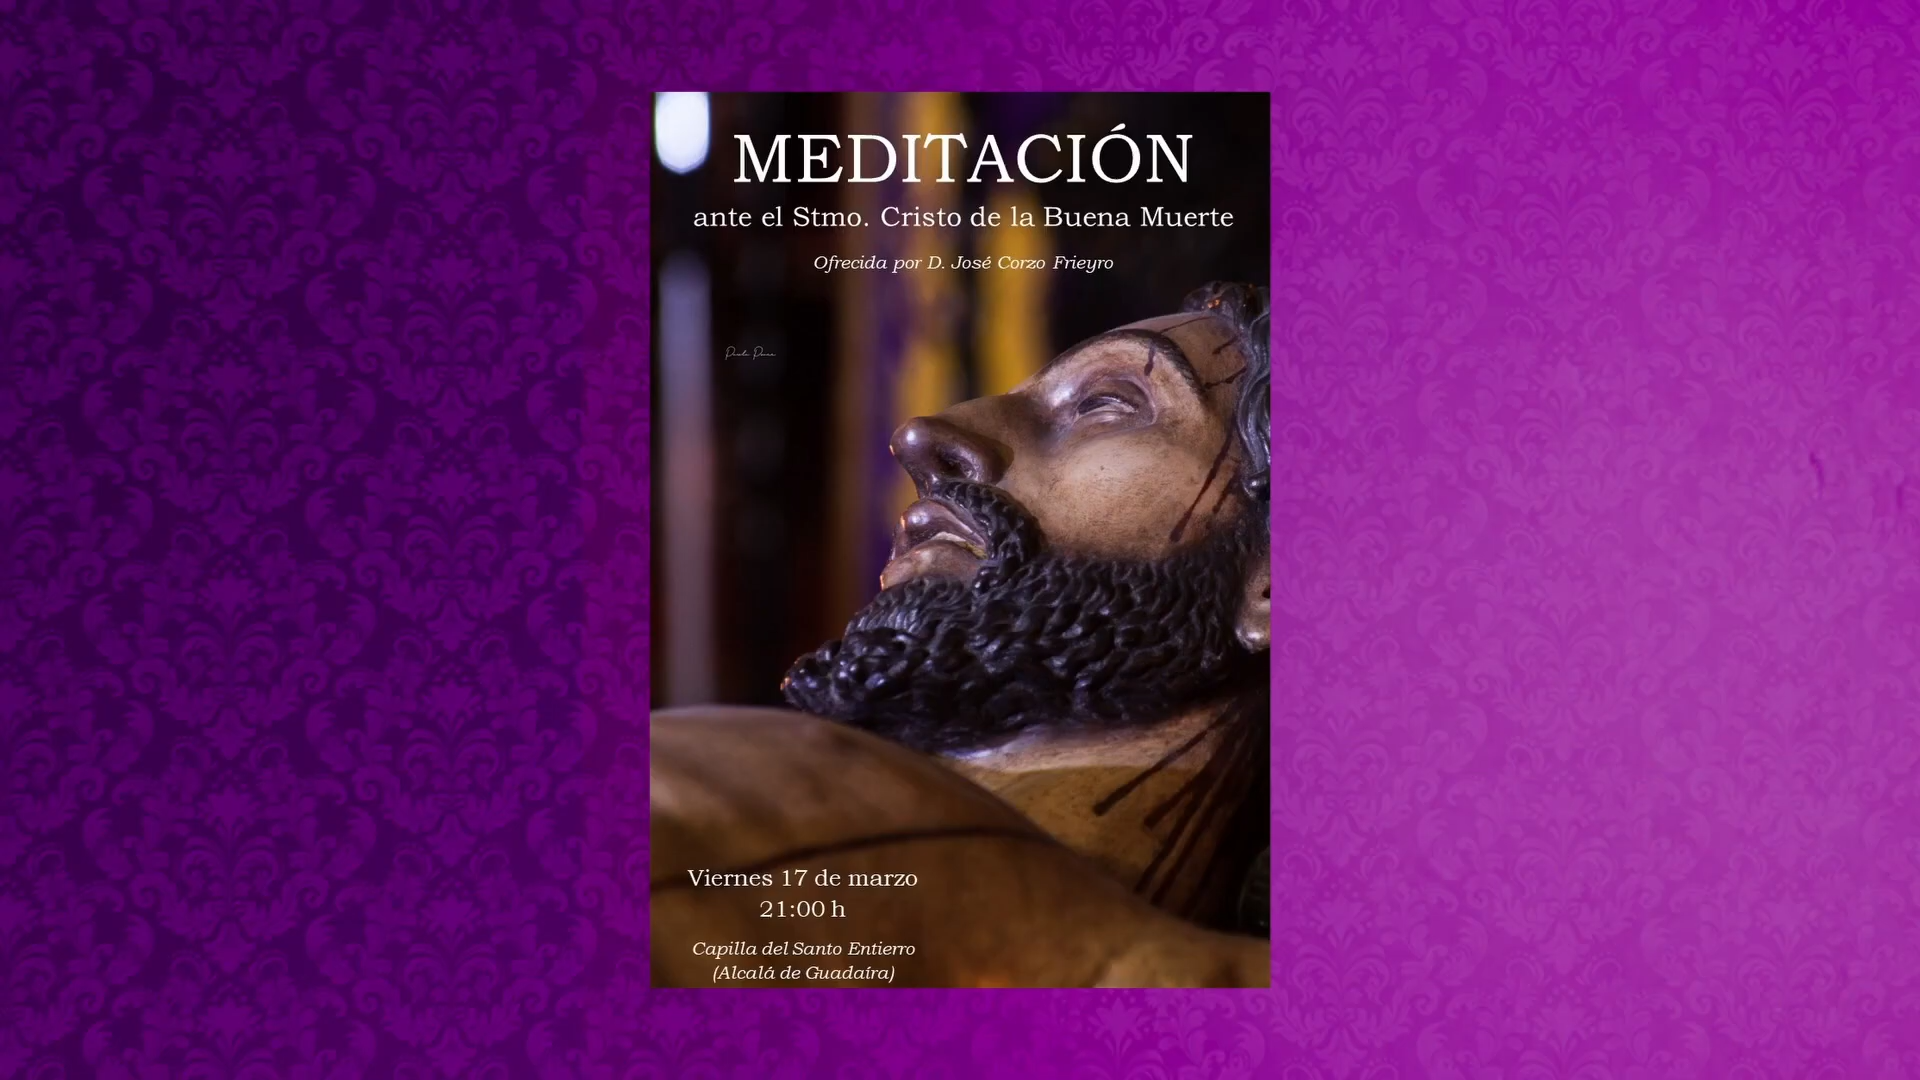 MEDITACIÓN
ante el Stmo. Cristo de la Buena Muerte
Ofrecida por D. José Corzo Frieyro
Viernes 17 de marzo
21:00 h
Capilla del Santo Entierro
(Alcalá de Guadaíra)